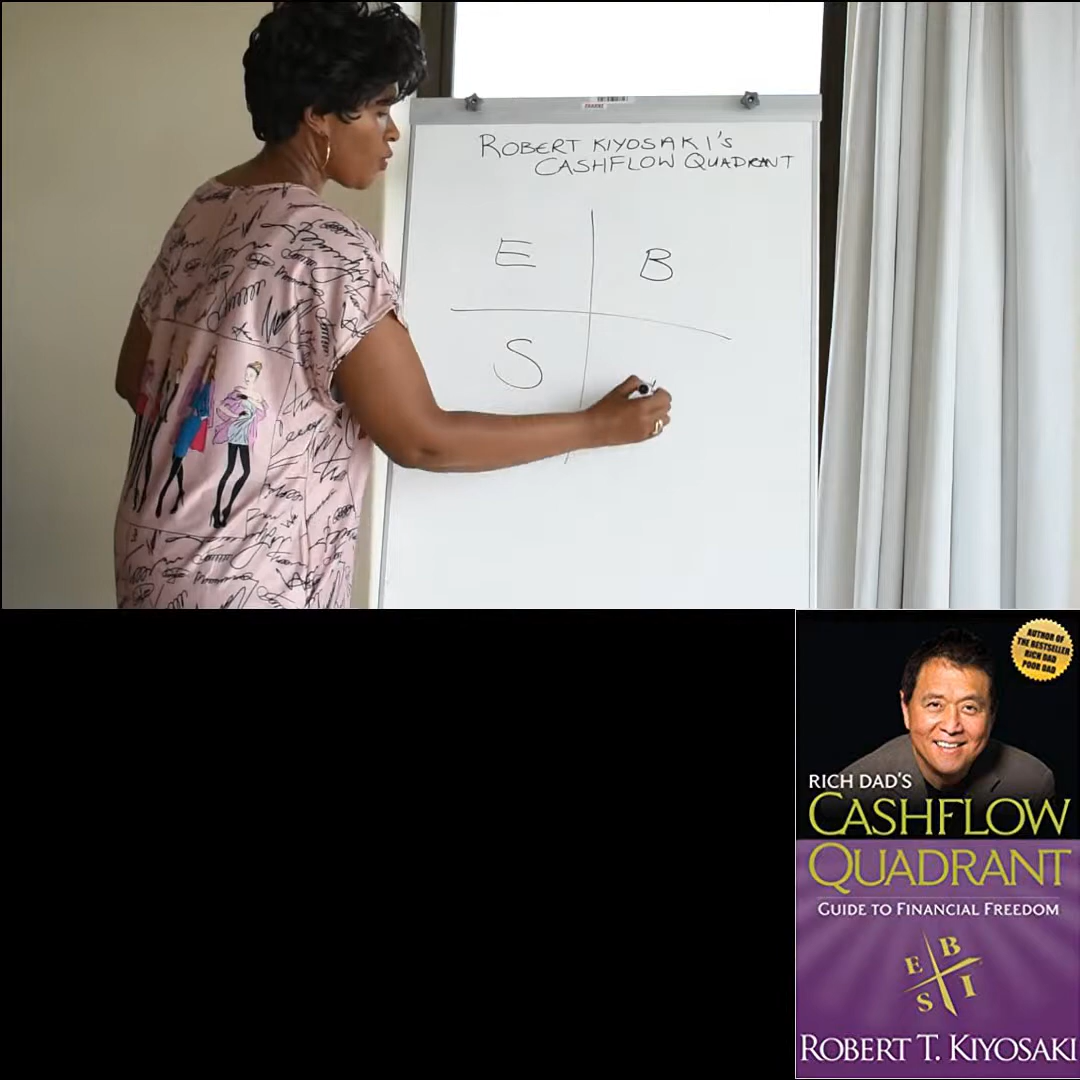 ROBERT KIYOSAKI'S
CASHFLOW QUADRANT
E
B
S
AUTHOR OF
THE BESTSELLER
RICH DAD
POOR DAD
RICH DAD'S
CASHFLOW
QUADRANT
GUIDE TO FINANCIAL FREEDOM
E B
S I
ROBERT T. KIYOSAKI